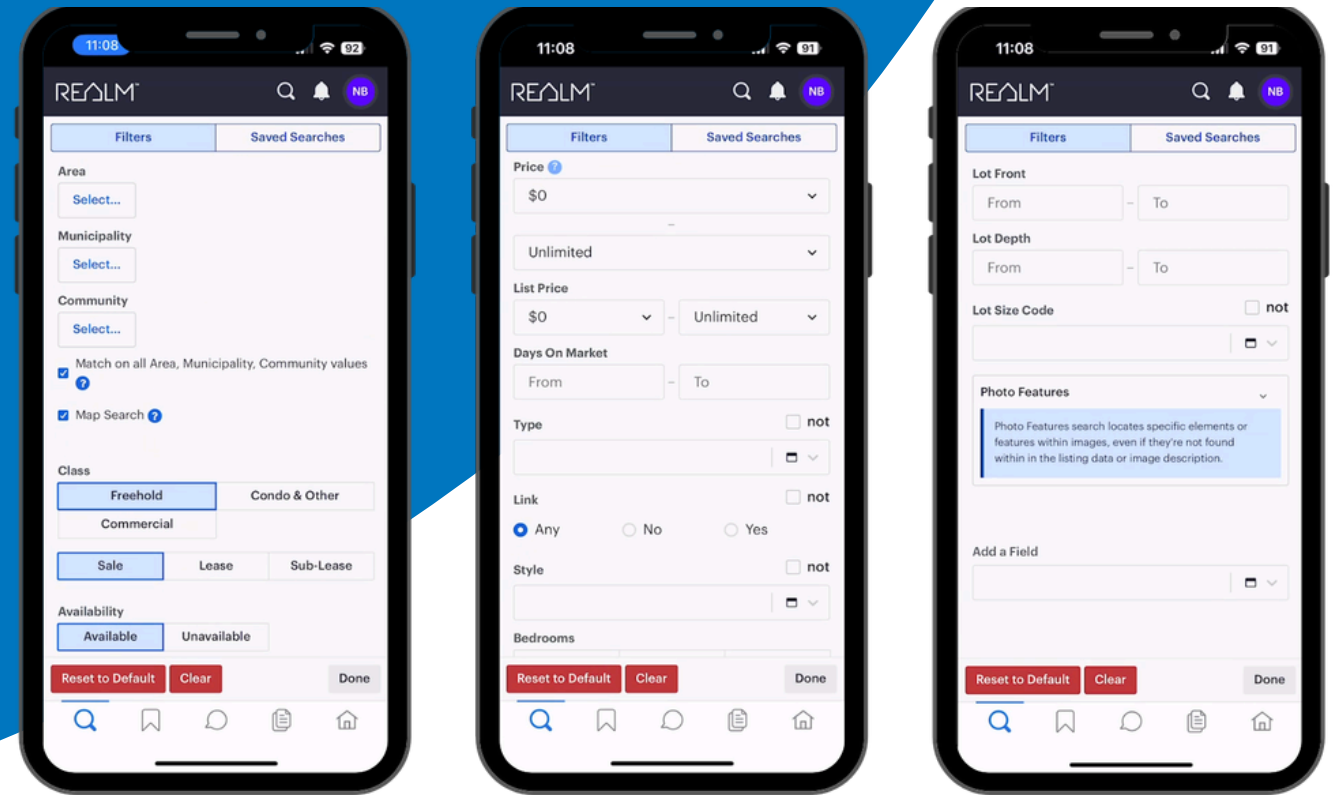 11:08
92
REALM™
NB
Filters
Saved Searches
Area
Select...
Municipality
Select...
Community
Select...
Match on all Area, Municipality, Community values
?
Map Search ?
Class
Freehold
Condo & Other
Commercial
Sale
Lease
Sub-Lease
Availability
Available
Unavailable
Reset to Default
Clear
Done
11:08
91
REALM™
NB
Filters
Saved Searches
Price ?
$0
–
Unlimited
List Price
$0 – Unlimited
Days On Market
From – To
Type
not
Link
not
Any
No
Yes
Style
not
Bedrooms
Reset to Default
Clear
Done
11:08
91
REALM™
NB
Filters
Saved Searches
Lot Front
From – To
Lot Depth
From – To
Lot Size Code
not
Photo Features
Photo Features search locates specific elements or
features within images, even if they're not found
within in the listing data or image description.
Add a Field
Reset to Default
Clear
Done